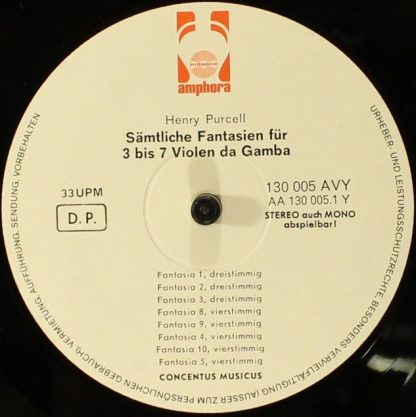 amphora
Henry Purcell
Sämtliche Fantasien für
3 bis 7 Violen da Gamba
33 UPM
D. P.
130 005 AVY
AA 130 005.1 Y
STEREO auch MONO
abspielbar!
Fantasia 1, dreistimmig
Fantasia 2, dreistimmig
Fantasia 3, dreistimmig
Fantasia 8, vierstimmig
Fantasia 9, vierstimmig
Fantasia 4, vierstimmig
Fantasia 10, vierstimmig
Fantasia 5, vierstimmig
CONCENTUS MUSICUS
URHEBER- UND LEISTUNGSSCHUTZRECHTE, BESONDERS VERVIELFÄLTIGUNG (AUSSER ZUM PERSÖNLICHEN GEBRAUCH), VERMIETUNG, AUFFÜHRUNG, SENDUNG, VORBEHALTEN